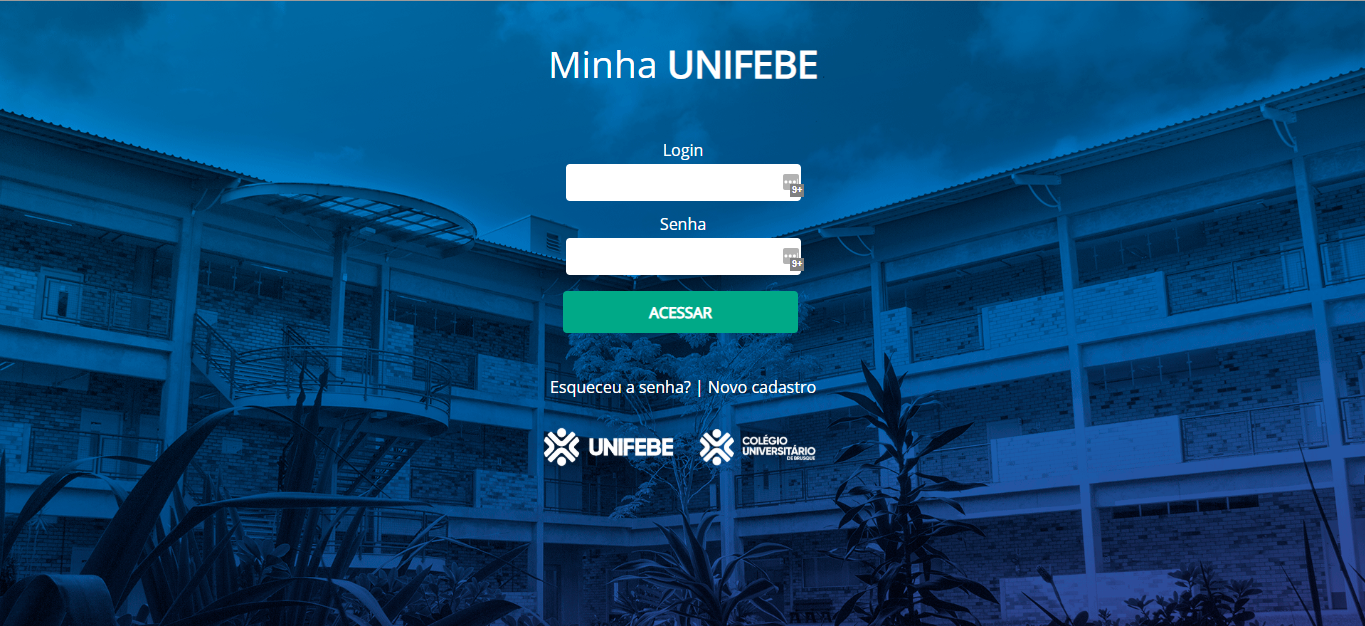 Minha UNIFEBE
Login
9+
Senha
9+
ACESSAR
Esqueceu a senha? | Novo cadastro
UNIFEBE
COLÉGIO
UNIVERSITÁRIO
DE BRUSQUE